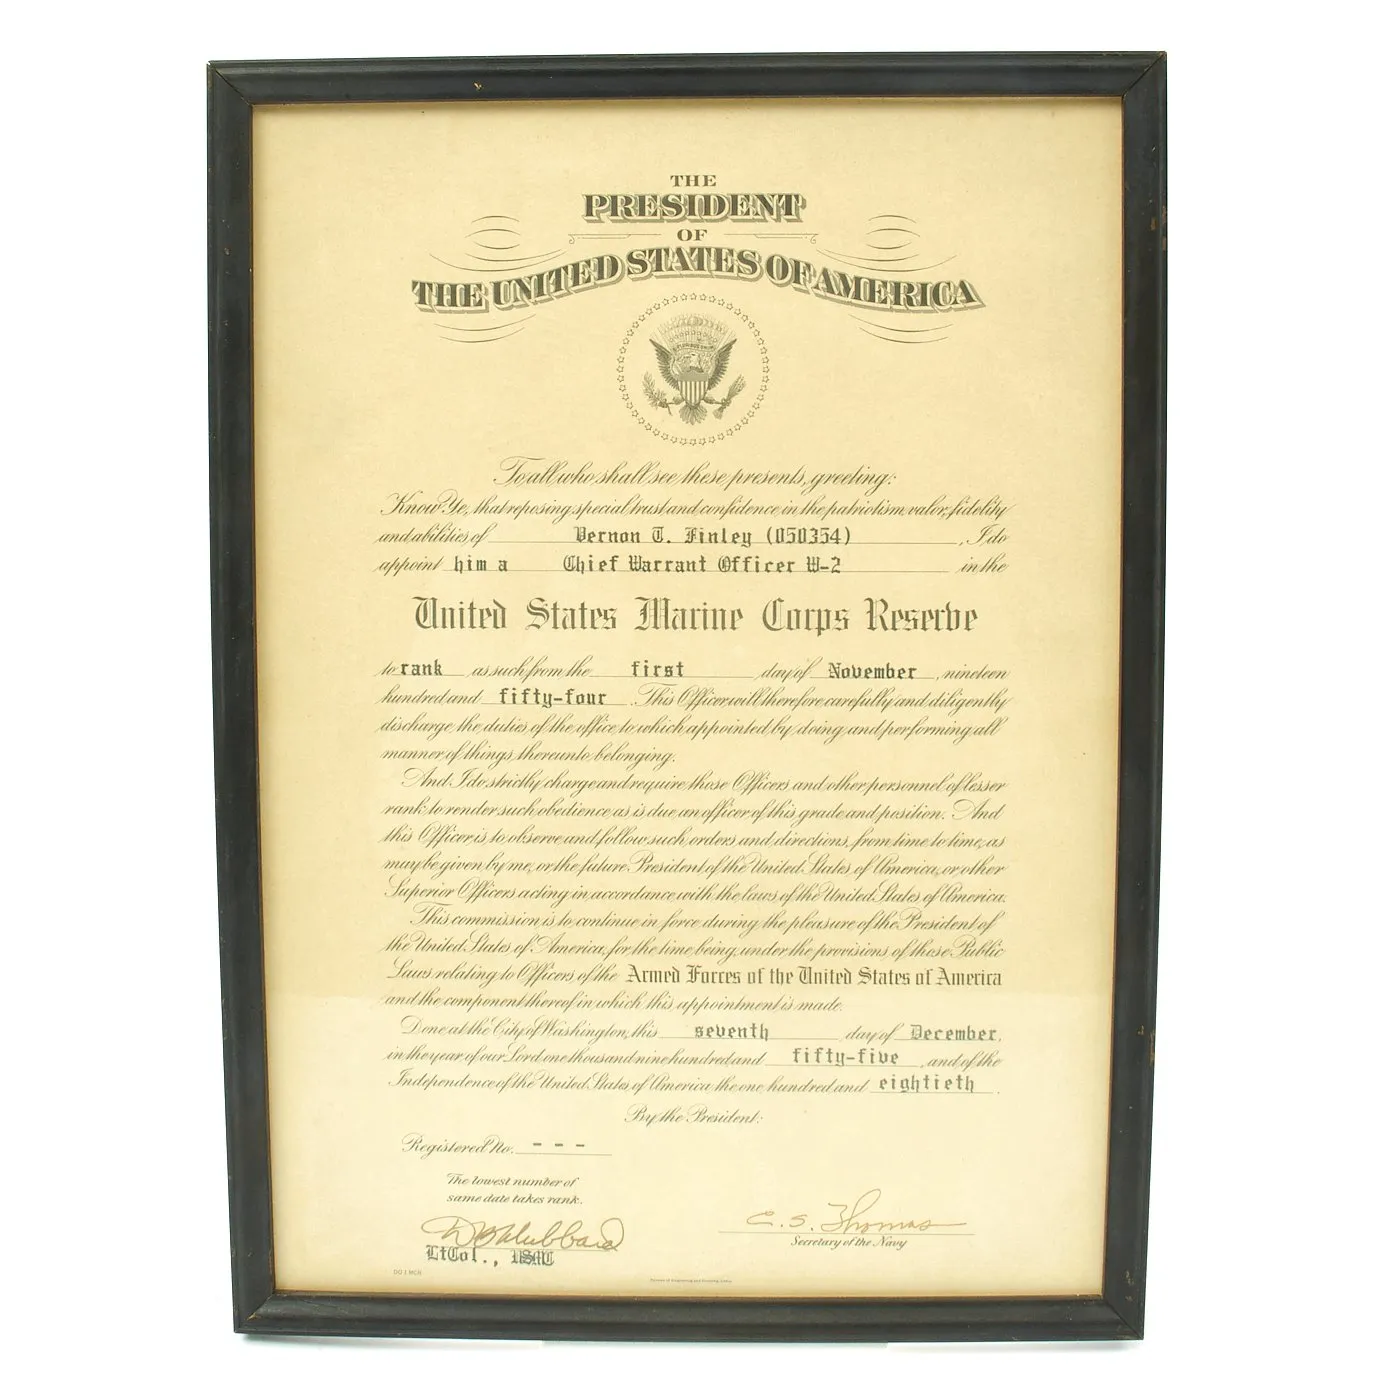 THE
PRESIDENT
OF
THE UNITED STATES OF AMERICA
To all who shall see these presents, greeting:
Know Ye, that reposing special trust and confidence in the patriotism, valor, fidelity
and abilities of Vernon T. Finley (050354), I do
appoint him a Chief Warrant Officer W-2 in the
United States Marine Corps Reserve
to rank as such from the first day of November, nineteen
hundred and fifty-four. This Officer will therefore carefully and diligently
discharge the duties of the office to which appointed by doing and performing all
manner of things thereunto belonging.
And I do strictly charge and require those Officers and other personnel of lesser
rank to render such obedience as is due an officer of this grade and position. And
this Officer is to observe and follow such orders and directions, from time to time, as
may be given by me, or the future President of the United States of America, or other
Superior Officers acting in accordance with the laws of the United States of America.
This commission is to continue in force during the pleasure of the President of
the United States of America, for the time being, under the provisions of those Public
Laws relating to Officers of the Armed Forces of the United States of America
and the component thereof in which this appointment is made.
Done at the City of Washington, this seventh day of December,
in the year of our Lord one thousand nine hundred and fifty-five, and of the
Independence of the United States of America the one hundred and eightieth.
By the President:
Registered No. - - -
The lowest number of
same date takes rank.
D B Hubbard
LtCol., USMC
C. S. Thomas
Secretary of the Navy
DO 1 MCR